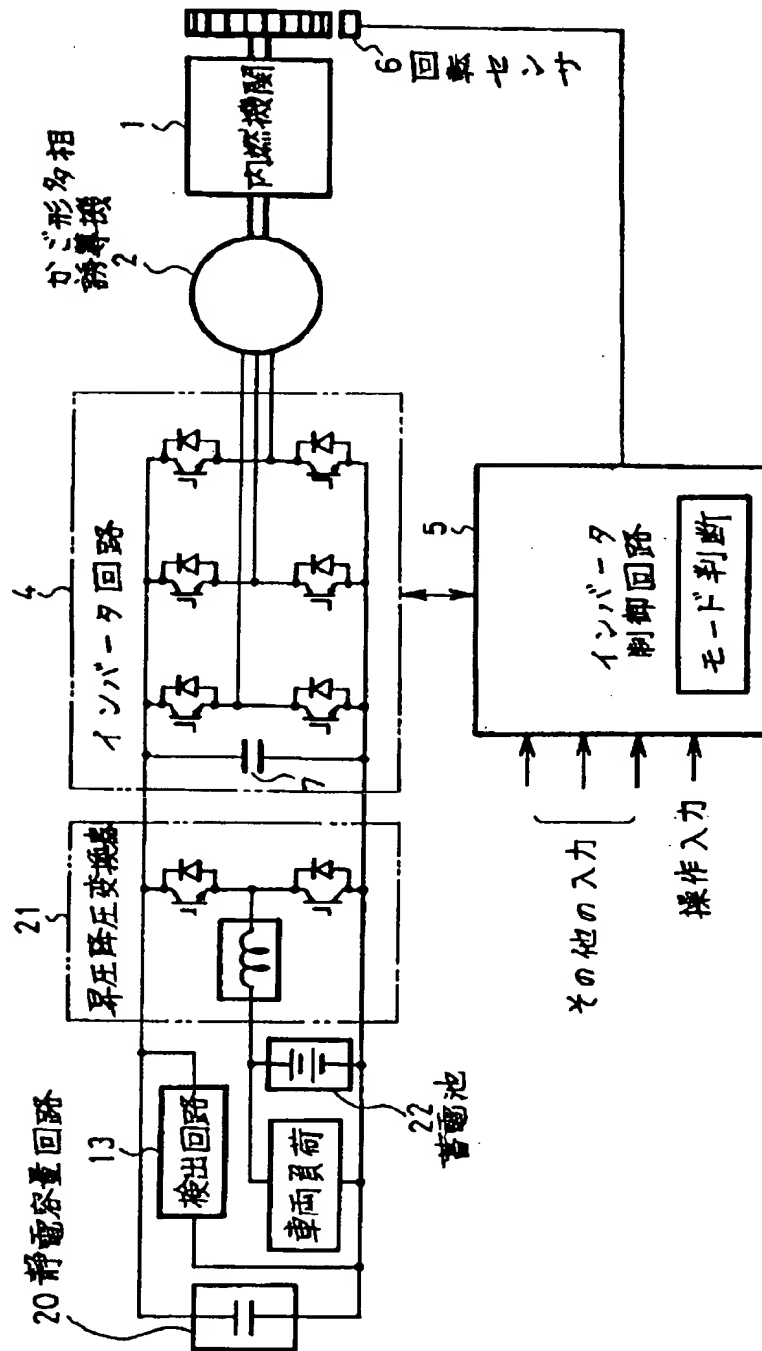 20 静電容量回路
13
検出回路
車両負荷
22
蓄電池
21
昇圧降圧変換器
4
インバータ回路
7
かご形多相
誘導機
2
1
内燃機関
6
回転センサ
5
インバータ
制御回路
モード判断
その他の入力
操作入力